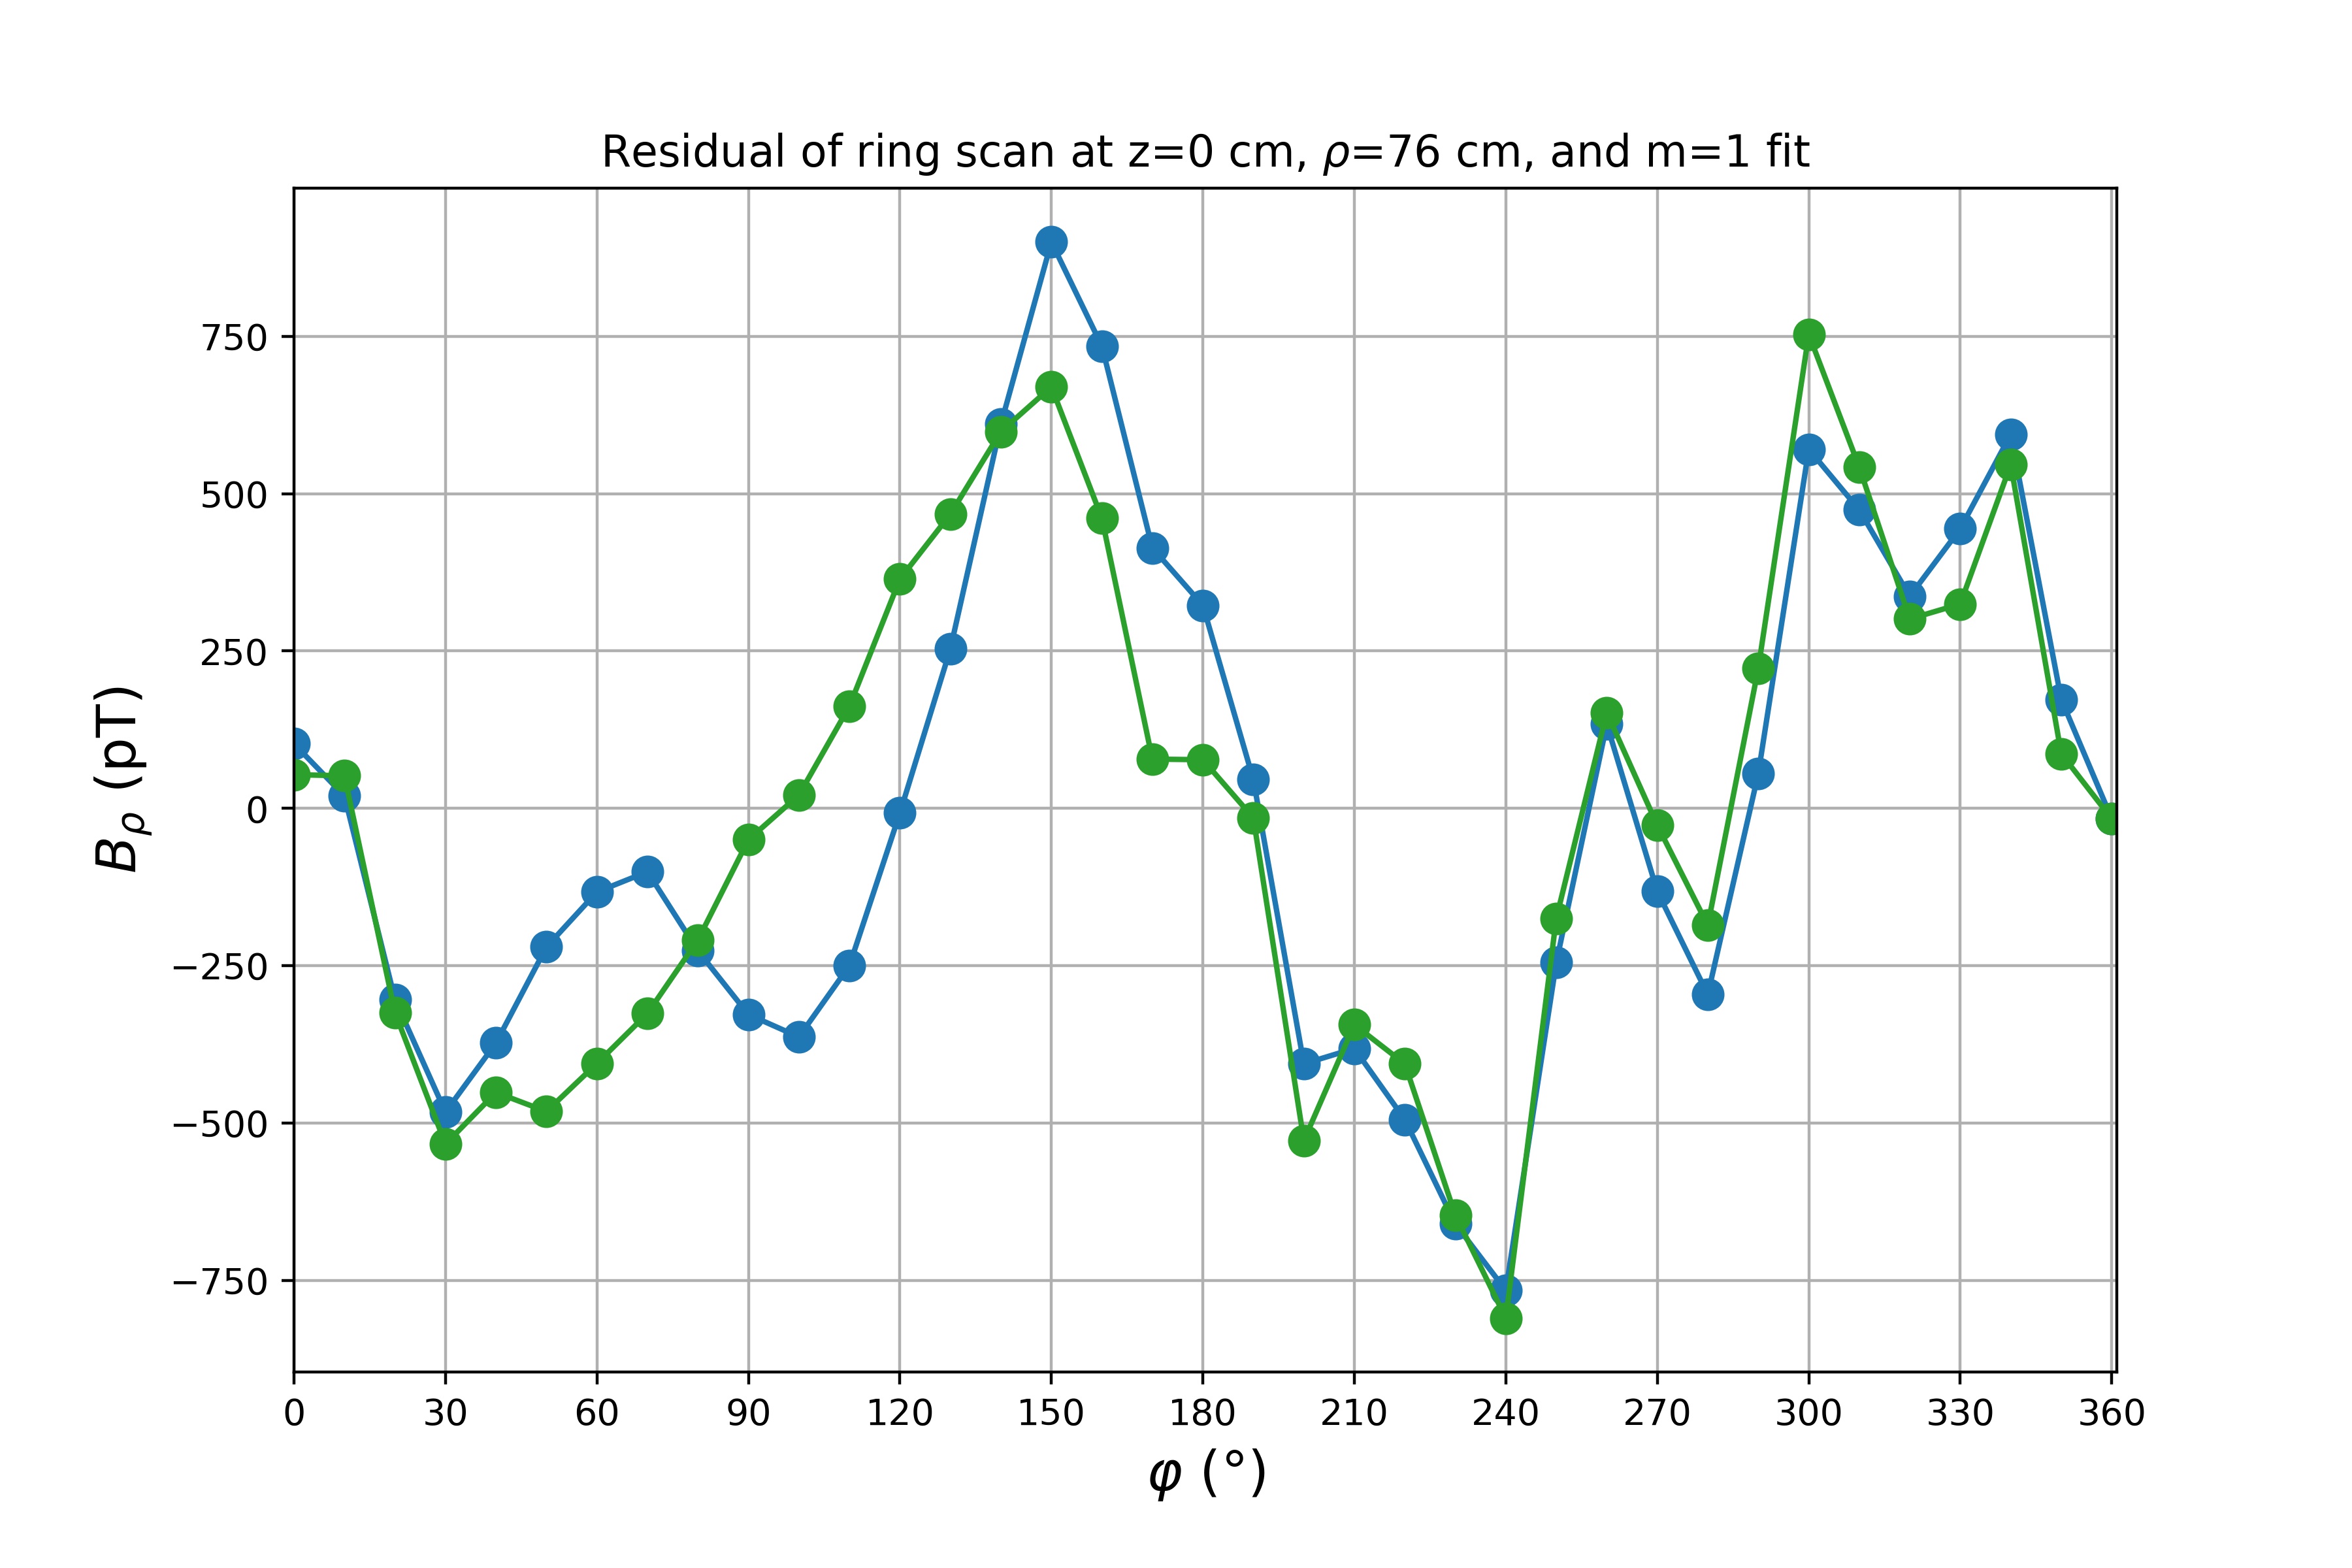 Residual of ring scan at z=0 cm, ρ=76 cm, and m=1 fit
750
500
250
0
−250
−500
−750
B_ρ (pT)
0 30 60 90 120 150 180 210 240 270 300 330 360
φ (°)